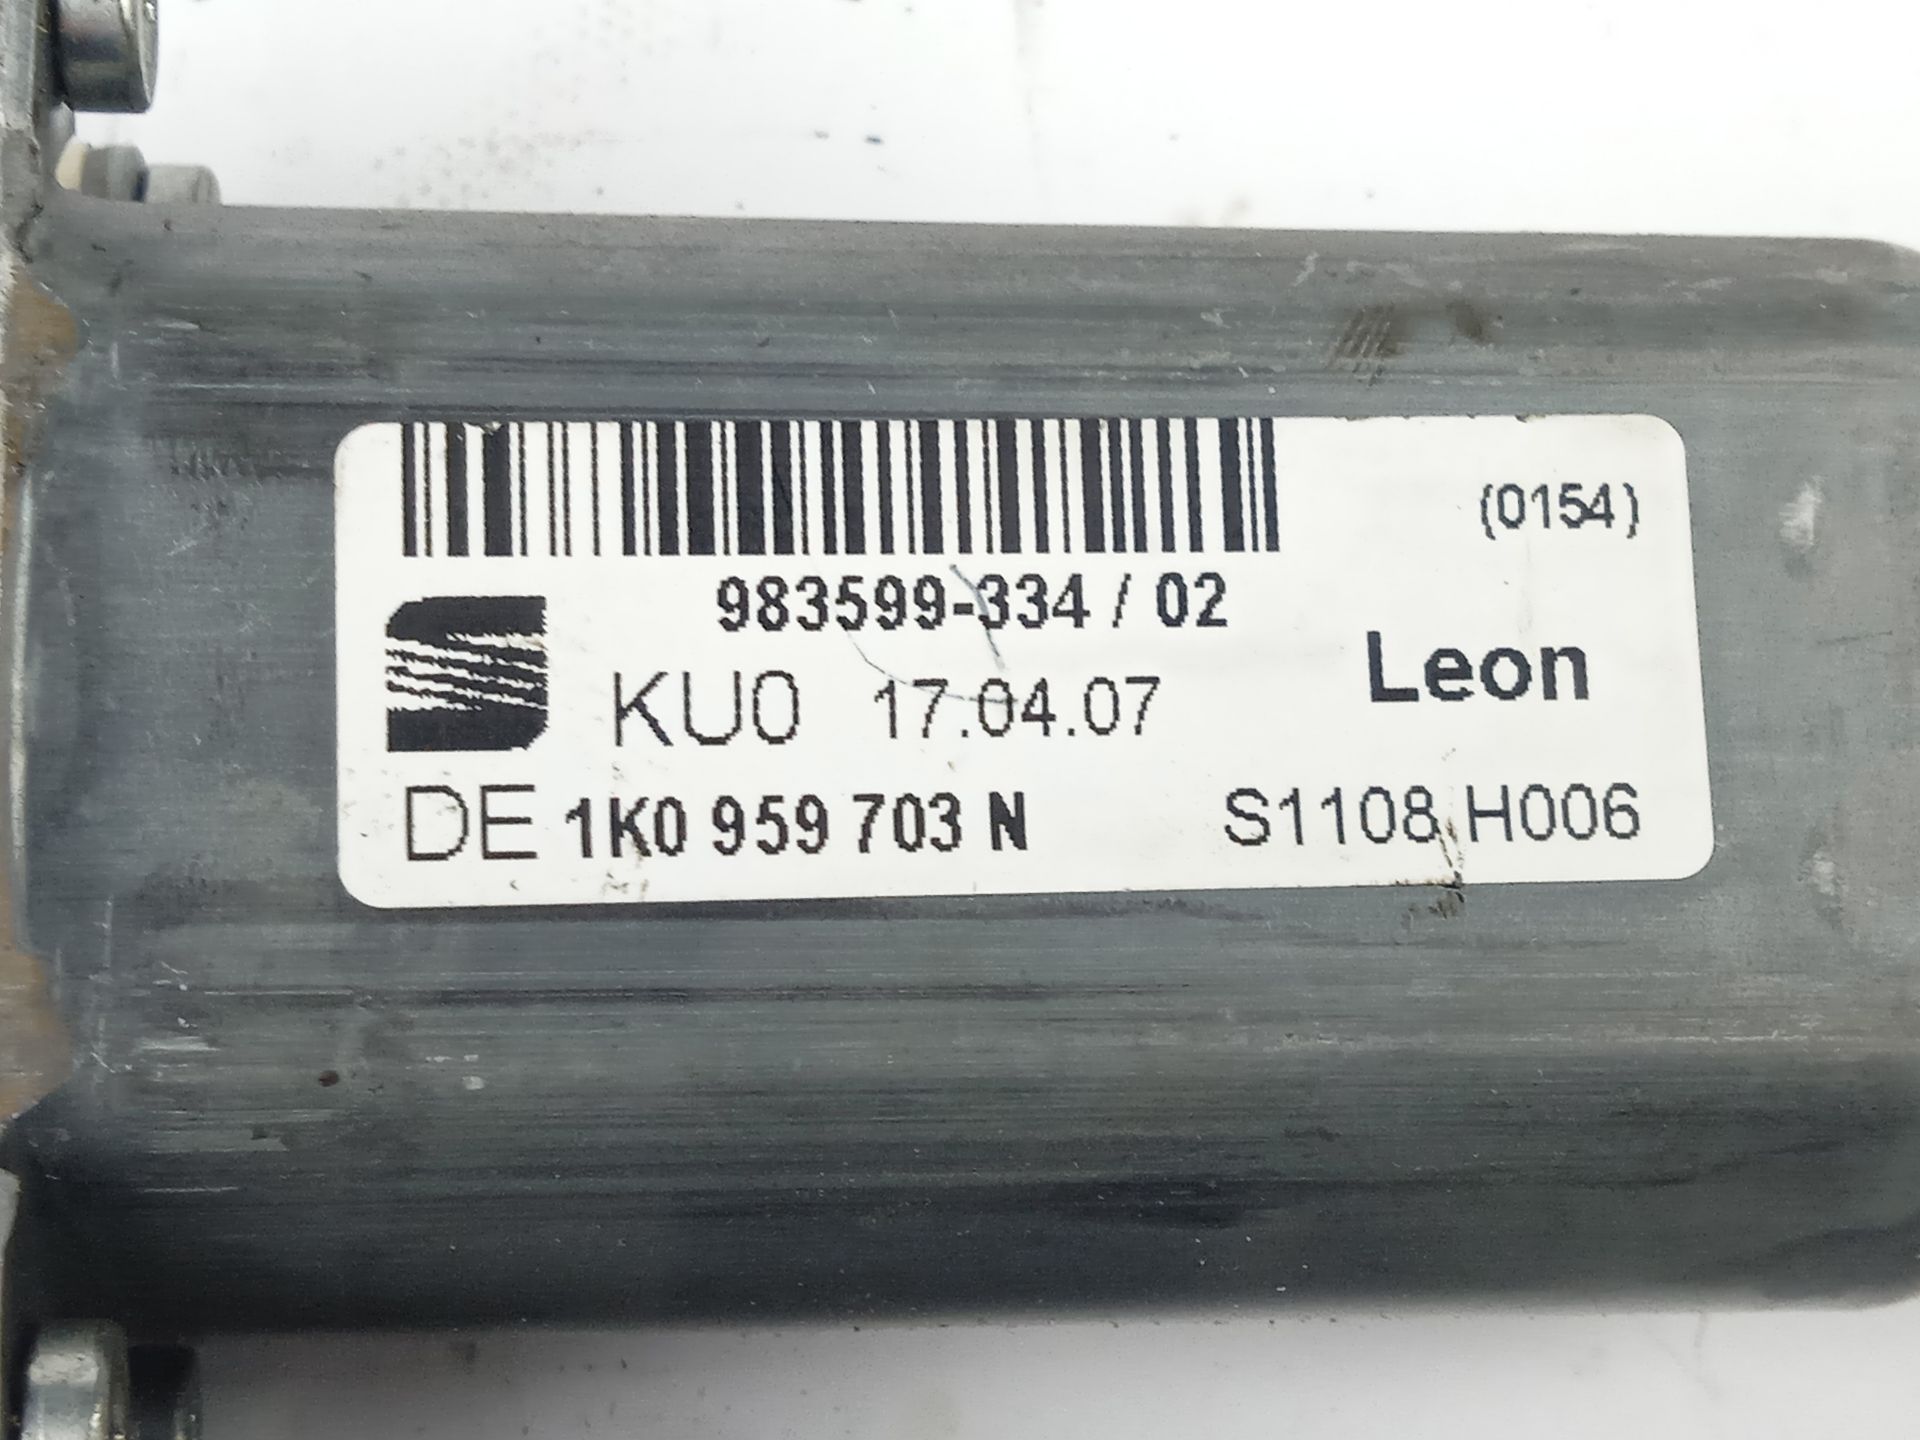 (0154)
983599-334 / 02
Leon
KU0 17.04.07
DE 1K0 959 703 N S1108 H006